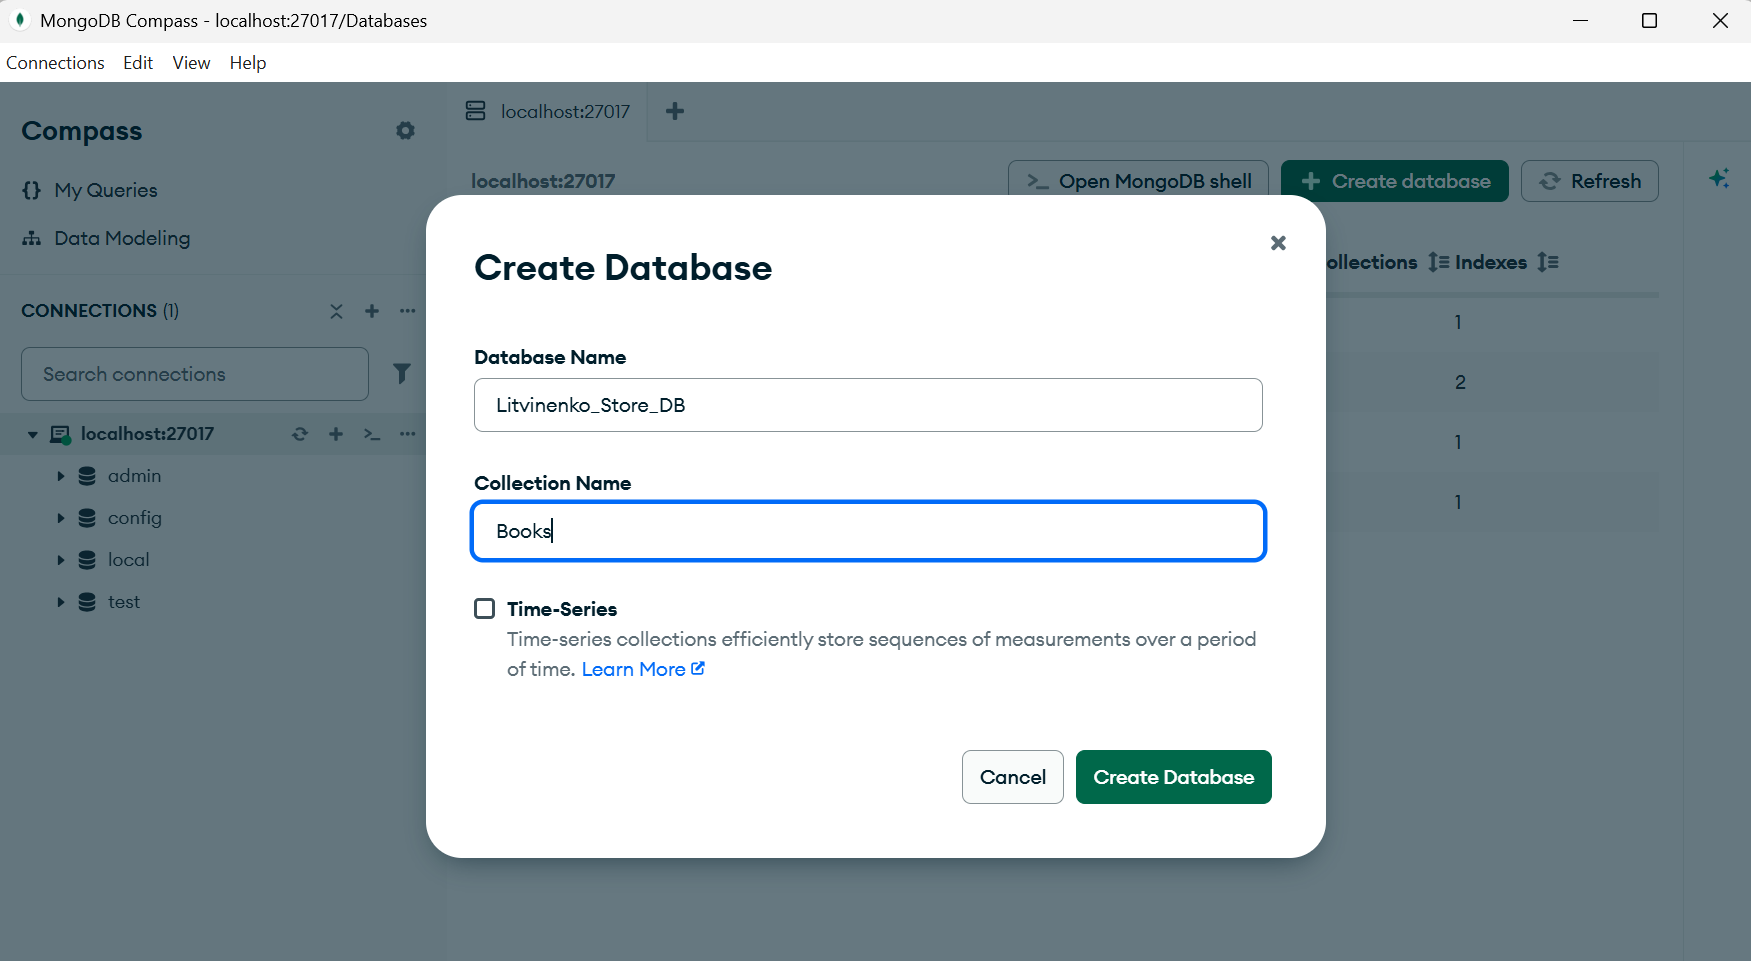 MongoDB Compass - localhost:27017/Databases
Connections Edit View Help
Compass
My Queries
Data Modeling
CONNECTIONS (1)
Search connections
localhost:27017
admin
config
local
test
localhost:27017
localhost:27017
Open MongoDB shell
Create database
Refresh
ollections Indexes
1
2
1
1
Create Database
Database Name
Litvinenko_Store_DB
Collection Name
Books
Time-Series
Time-series collections efficiently store sequences of measurements over a period
of time. Learn More
Cancel
Create Database